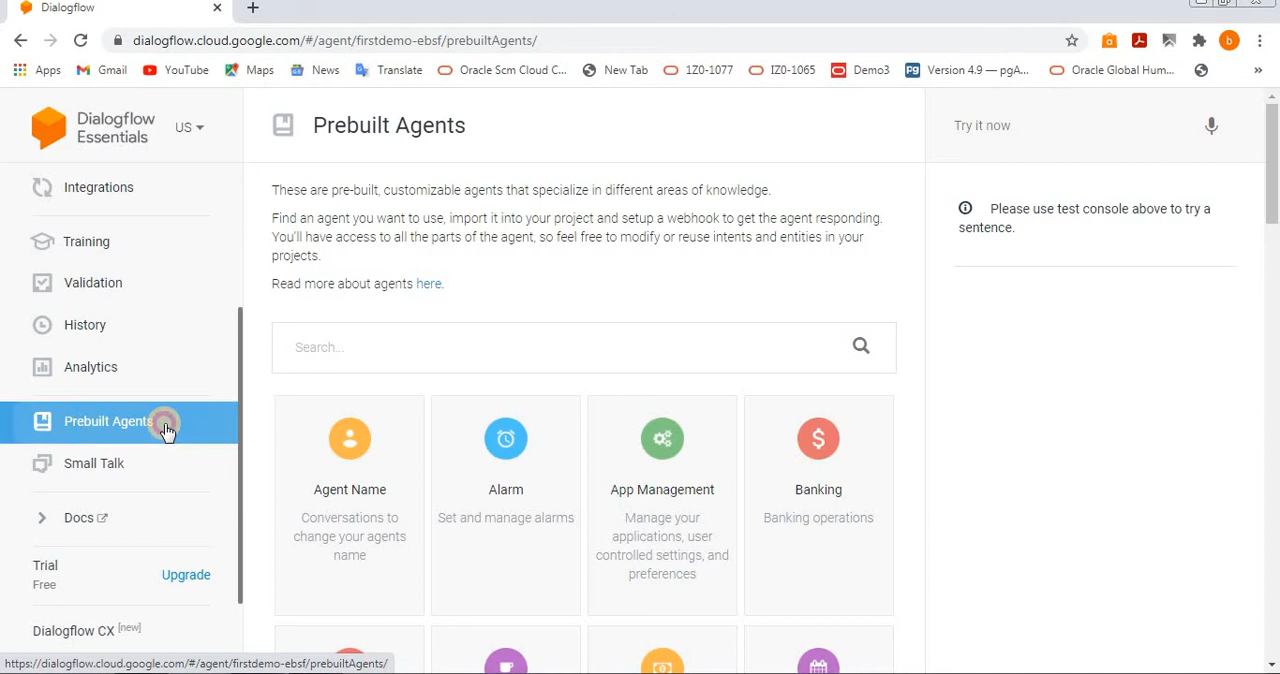 Dialogflow
dialogflow.cloud.google.com/#/agent/firstdemo-ebsf/prebuiltAgents/
b
Apps
Gmail
YouTube
Maps
News
Translate
Oracle Scm Cloud C...
New Tab
1Z0-1077
IZ0-1065
Demo3
Version 4.9 — pgA...
Oracle Global Hum...
»
Dialogflow
Essentials
US
Integrations
Training
Validation
History
Analytics
Prebuilt Agents
Small Talk
Docs
Trial
Free
Upgrade
Dialogflow CX [new]
https://dialogflow.cloud.google.com/#/agent/firstdemo-ebsf/prebuiltAgents/
Prebuilt Agents
These are pre-built, customizable agents that specialize in different areas of knowledge.
Find an agent you want to use, import it into your project and setup a webhook to get the agent responding.
You'll have access to all the parts of the agent, so feel free to modify or reuse intents and entities in your
projects.
Read more about agents here.
Search...
Agent Name
Conversations to
change your agents
name
Alarm
Set and manage alarms
App Management
Manage your
applications, user
controlled settings, and
preferences
$
Banking
Banking operations
Try it now
Please use test console above to try a
sentence.